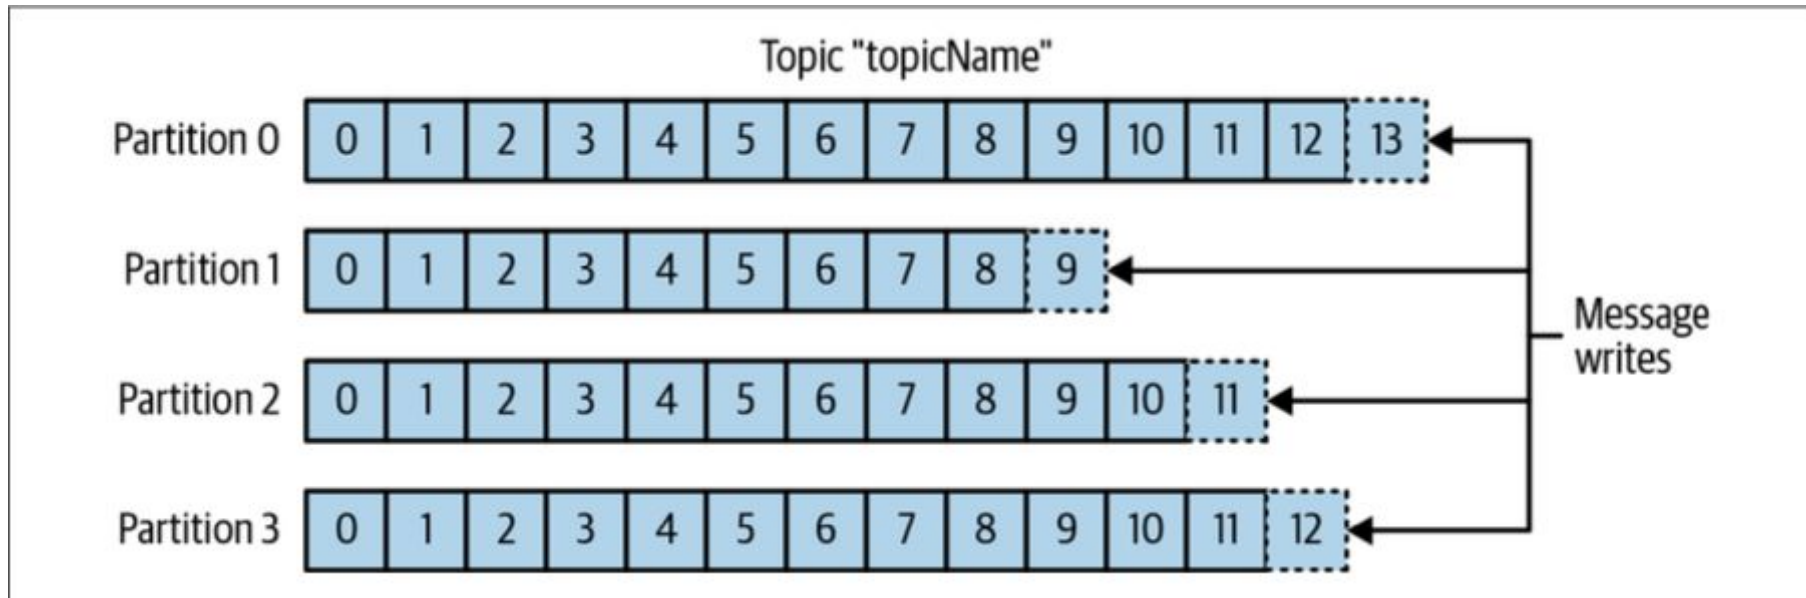 Topic "topicName"
Partition 0 0 1 2 3 4 5 6 7 8 9 10 11 12 13
Partition 1 0 1 2 3 4 5 6 7 8 9
Partition 2 0 1 2 3 4 5 6 7 8 9 10 11
Partition 3 0 1 2 3 4 5 6 7 8 9 10 11 12
Message
writes